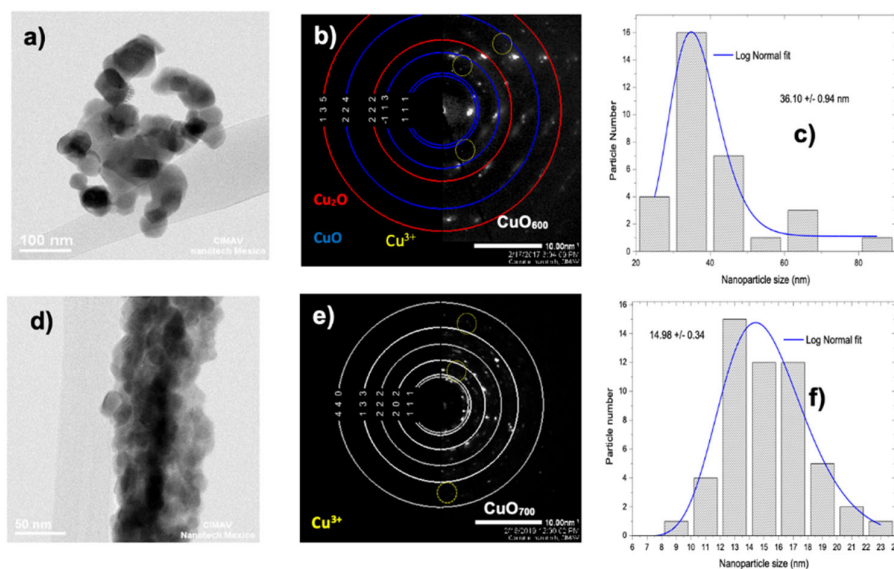 a)
100 nm
CIMAV
nanotech Mexico
b)
1 3 5
2 2 4
2 2 2
-1 1 3
1 1 1
Cu₂O
CuO
Cu³⁺
CuO₆₀₀
10.00nm⁻¹
c)
16
14
12
10
8
6
4
2
0
Particle Number
Log Normal fit
36.10 +/- 0.94 nm
20 40 60 80
Nanoparticle size (nm)
d)
50 nm
CIMAV
Nanotech Mexico
e)
4 4 0
1 3 3
2 2 2
2 0 2
1 1 1
Cu³⁺
CuO₇₀₀
10.00nm⁻¹
f)
16
14
12
10
8
6
4
2
0
Particle number
14.98 +/- 0.34
Log Normal fit
6 7 8 9 10 11 12 13 14 15 16 17 18 19 20 21 22 23
Nanoparticle size (nm)